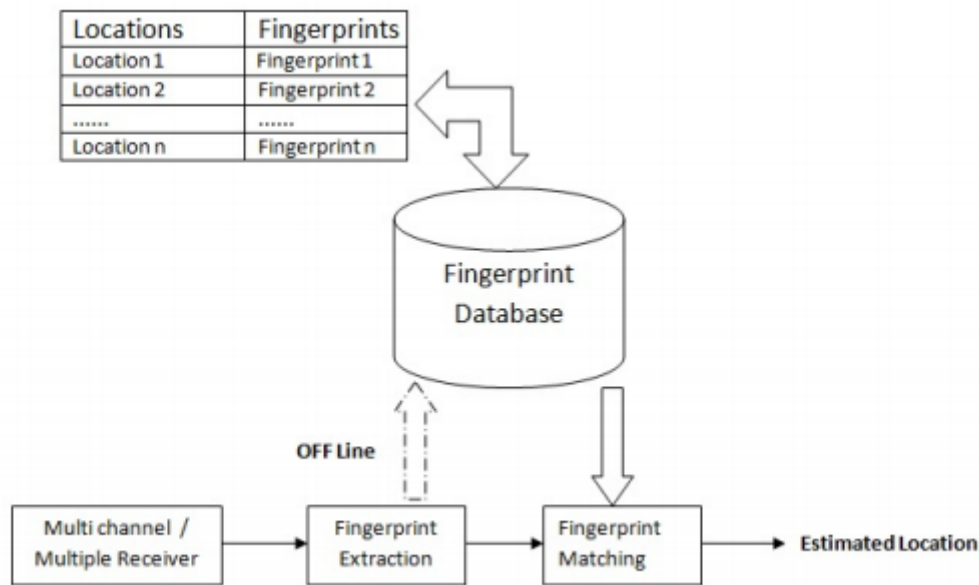 Locations Fingerprints
Location 1 Fingerprint 1
Location 2 Fingerprint 2
...... ......
Location n Fingerprint n
Fingerprint
Database
OFF Line
Multi channel /
Multiple Receiver
Fingerprint
Extraction
Fingerprint
Matching
Estimated Location